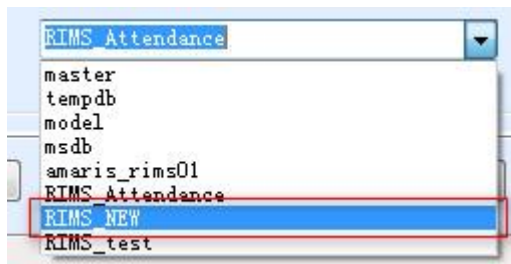 RIMS_Attendance
master
tempdb
model
msdb
amaris_rims01
RIMS_Attendance
RIMS_NEW
RIMS_test